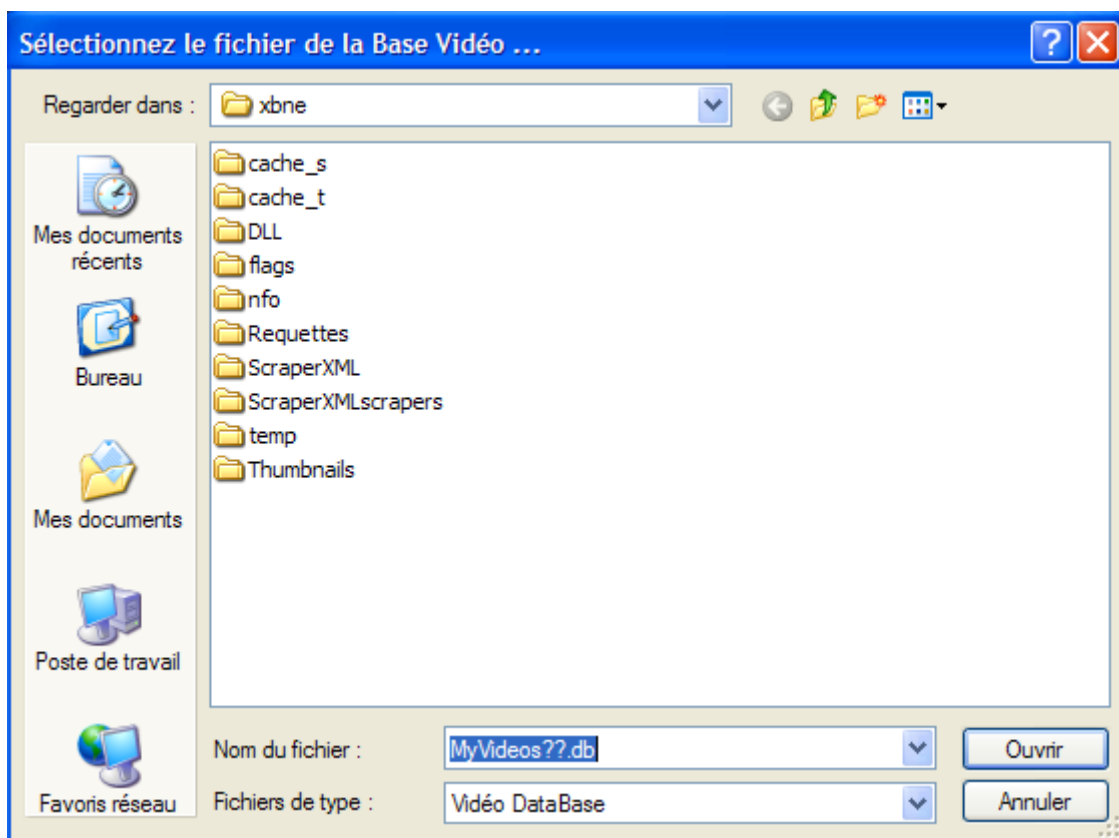 Sélectionnez le fichier de la Base Vidéo ...
Regarder dans :
xbne
Mes documents
récents
Bureau
Mes documents
Poste de travail
Favoris réseau
cache_s
cache_t
DLL
flags
nfo
Requettes
ScraperXML
ScraperXMLscrapers
temp
Thumbnails
Nom du fichier :
MyVideos??.db
Ouvrir
Fichiers de type :
Vidéo DataBase
Annuler